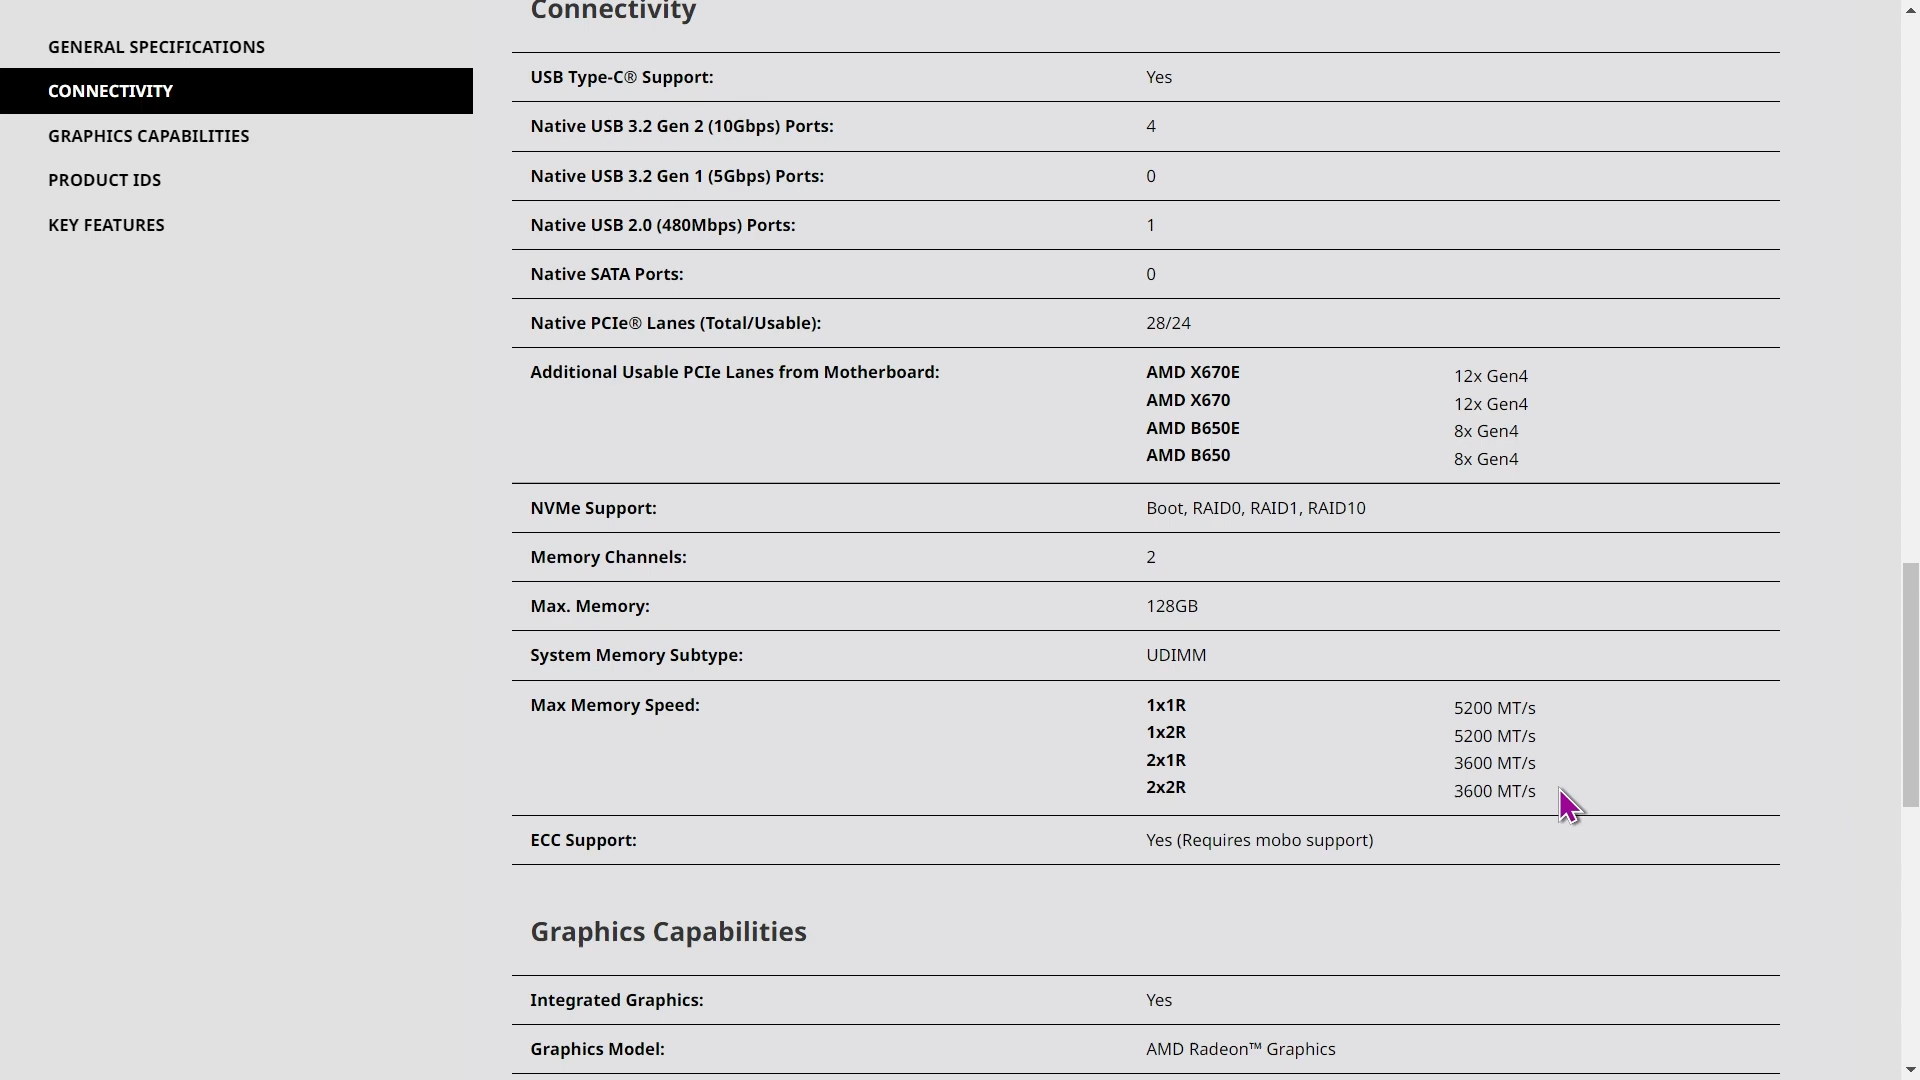 Connectivity
GENERAL SPECIFICATIONS
CONNECTIVITY
GRAPHICS CAPABILITIES
PRODUCT IDS
KEY FEATURES
USB Type-C® Support: Yes
Native USB 3.2 Gen 2 (10Gbps) Ports: 4
Native USB 3.2 Gen 1 (5Gbps) Ports: 0
Native USB 2.0 (480Mbps) Ports: 1
Native SATA Ports: 0
Native PCIe® Lanes (Total/Usable): 28/24
Additional Usable PCIe Lanes from Motherboard: AMD X670E 12x Gen4
AMD X670 12x Gen4
AMD B650E 8x Gen4
AMD B650 8x Gen4
NVMe Support: Boot, RAID0, RAID1, RAID10
Memory Channels: 2
Max. Memory: 128GB
System Memory Subtype: UDIMM
Max Memory Speed: 1x1R 5200 MT/s
1x2R 5200 MT/s
2x1R 3600 MT/s
2x2R 3600 MT/s
ECC Support: Yes (Requires mobo support)
Graphics Capabilities
Integrated Graphics: Yes
Graphics Model: AMD Radeon™ Graphics